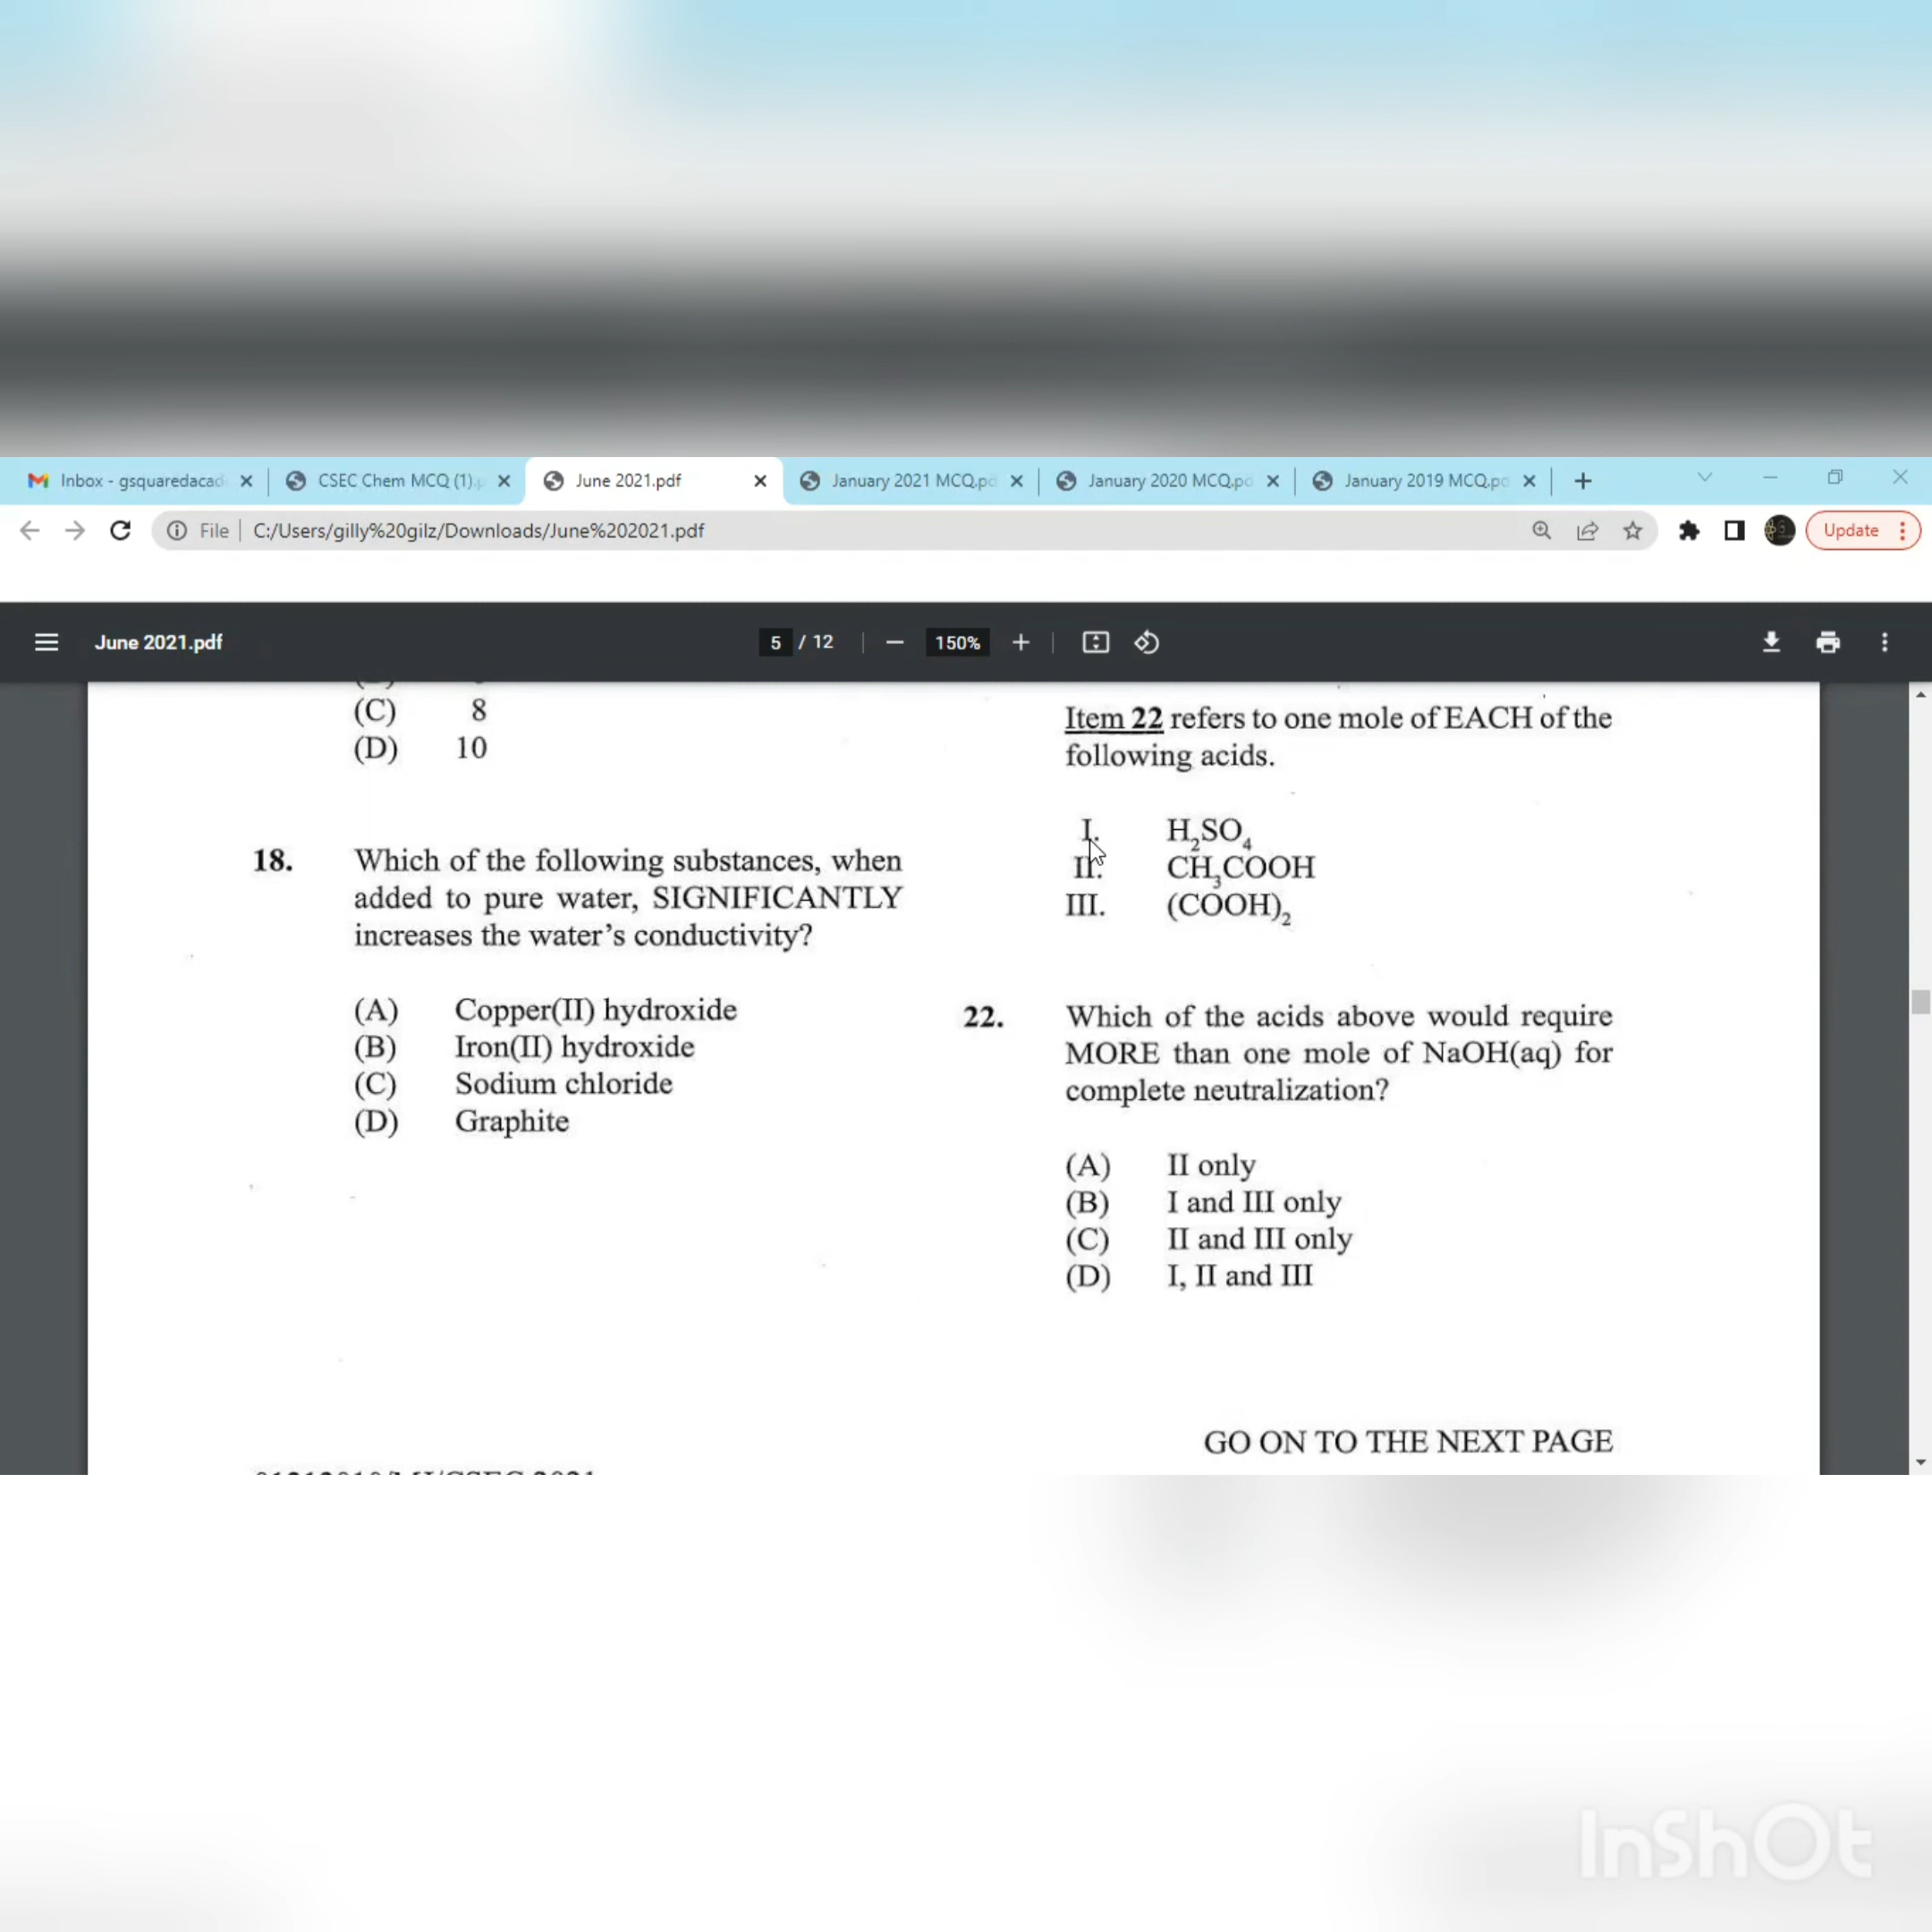 Inbox - gsquaredacad
CSEC Chem MCQ (1).p
June 2021.pdf
January 2021 MCQ.pd
January 2020 MCQ.pd
January 2019 MCQ.pd
File
C:/Users/gilly%20gilz/Downloads/June%202021.pdf
Update
June 2021.pdf
5 / 12
150%
(C) 8
(D) 10
18. Which of the following substances, when
added to pure water, SIGNIFICANTLY
increases the water's conductivity?
(A) Copper(II) hydroxide
(B) Iron(II) hydroxide
(C) Sodium chloride
(D) Graphite
Item 22 refers to one mole of EACH of the
following acids.
I. H₂SO₄
II. CH₃COOH
III. (COOH)₂
22. Which of the acids above would require
MORE than one mole of NaOH(aq) for
complete neutralization?
(A) II only
(B) I and III only
(C) II and III only
(D) I, II and III
GO ON TO THE NEXT PAGE
InShOt